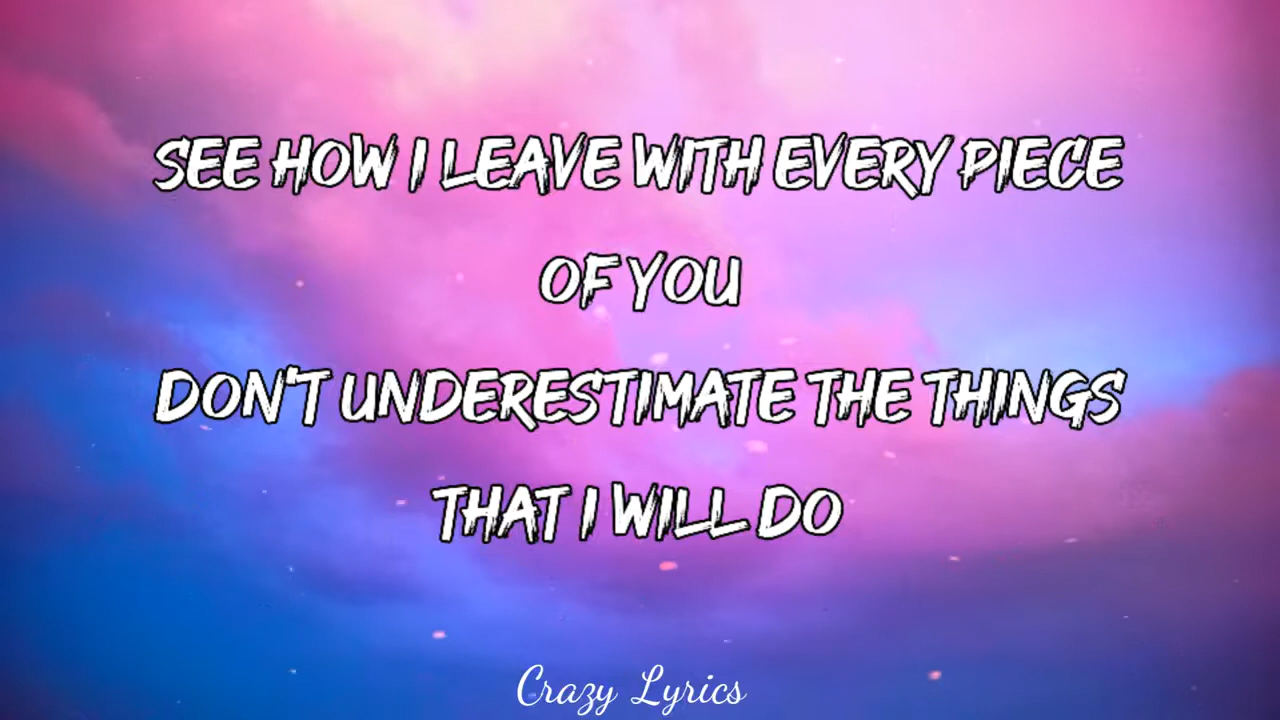 SEE HOW I LEAVE WITH EVERY PIECE
OF YOU
DON'T UNDERESTIMATE THE THINGS
THAT I WILL DO
Crazy Lyrics